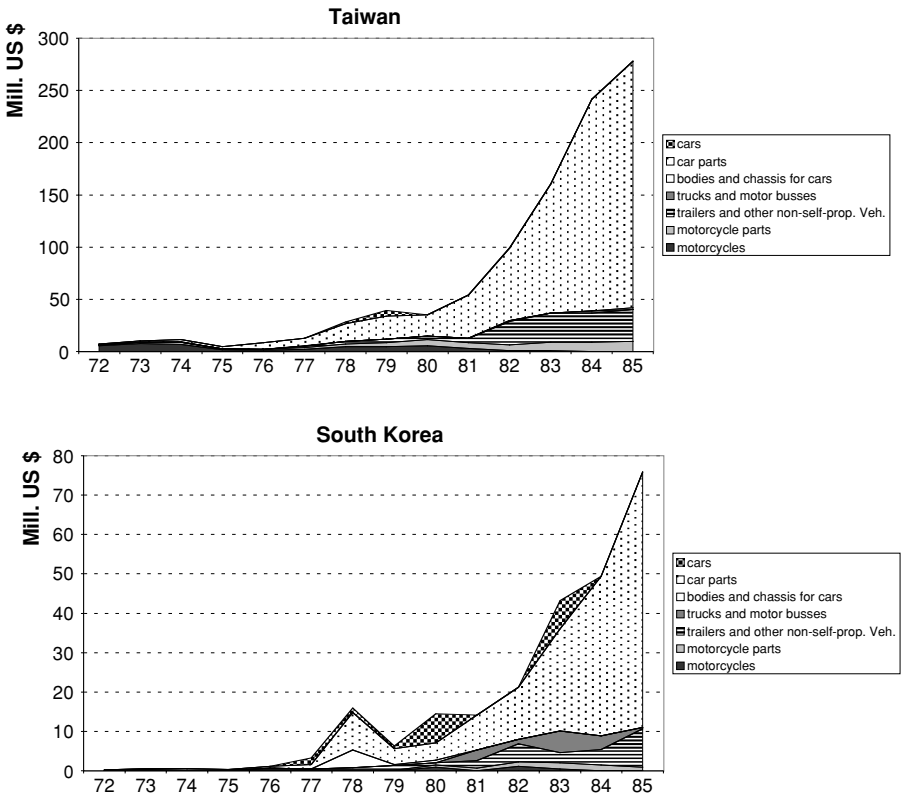 Taiwan
Mill. US $
300
250
200
150
100
50
0
72 73 74 75 76 77 78 79 80 81 82 83 84 85
cars
car parts
bodies and chassis for cars
trucks and motor busses
trailers and other non-self-prop. Veh.
motorcycle parts
motorcycles
South Korea
Mill. US $
80
70
60
50
40
30
20
10
0
72 73 74 75 76 77 78 79 80 81 82 83 84 85
cars
car parts
bodies and chassis for cars
trucks and motor busses
trailers and other non-self-prop. Veh.
motorcycle parts
motorcycles